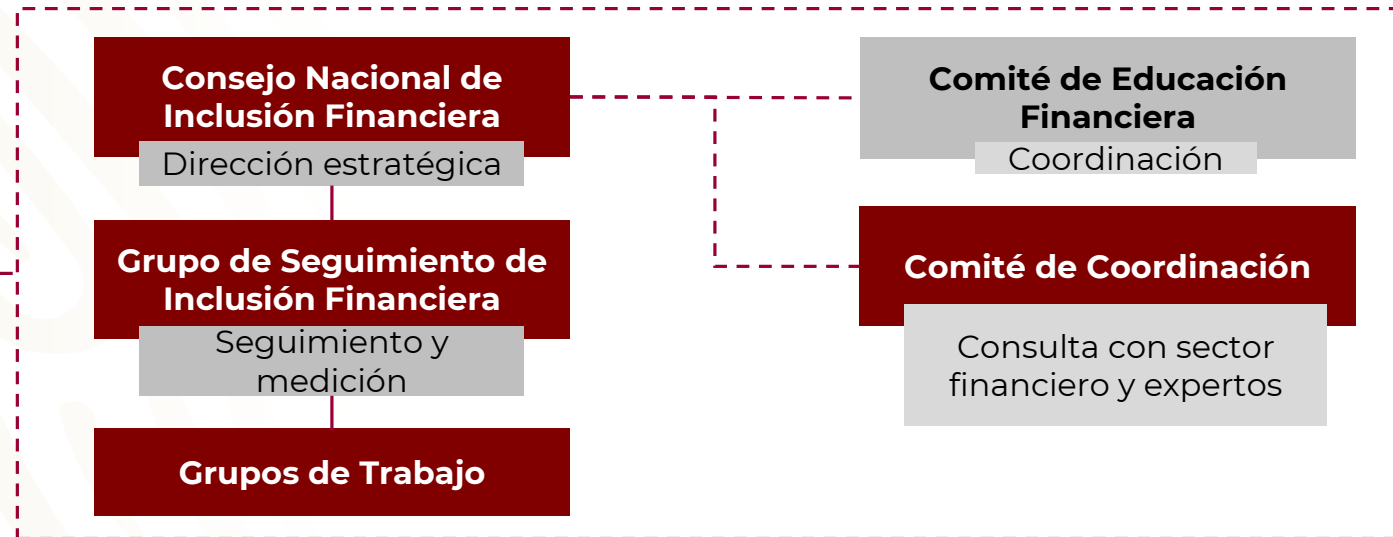 Consejo Nacional de
Inclusión Financiera
Dirección estratégica
Grupo de Seguimiento de
Inclusión Financiera
Seguimiento y
medición
Grupos de Trabajo
Comité de Educación
Financiera
Coordinación
Comité de Coordinación
Consulta con sector
financiero y expertos